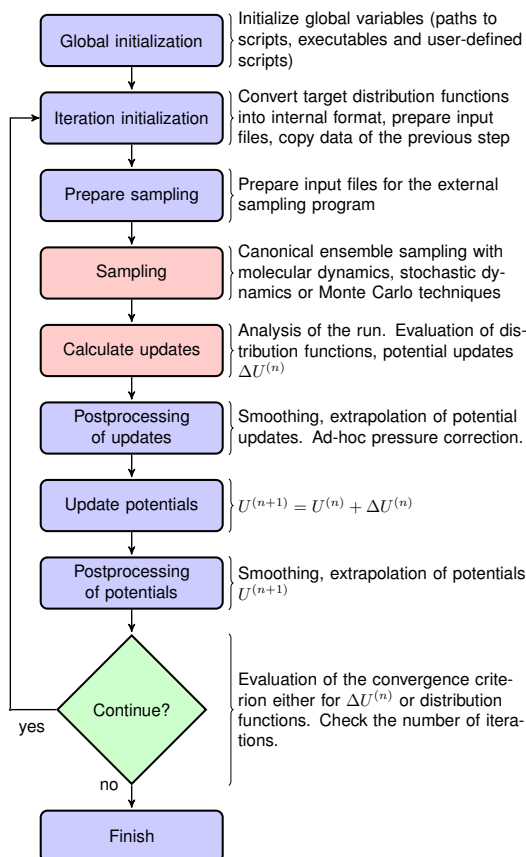 Global initialization
Initialize global variables (paths to
scripts, executables and user-defined
scripts)
Iteration initialization
Convert target distribution functions
into internal format, prepare input
files, copy data of the previous step
Prepare sampling
Prepare input files for the external
sampling program
Sampling
Canonical ensemble sampling with
molecular dynamics, stochastic dy-
namics or Monte Carlo techniques
Calculate updates
Analysis of the run. Evaluation of dis-
tribution functions, potential updates
ΔU^(n)
Postprocessing
of updates
Smoothing, extrapolation of potential
updates. Ad-hoc pressure correction.
Update potentials
U^(n+1) = U^(n) + ΔU^(n)
Postprocessing
of potentials
Smoothing, extrapolation of potentials
U^(n+1)
Continue?
Evaluation of the convergence crite-
rion either for ΔU^(n) or distribution
functions. Check the number of itera-
tions.
yes
no
Finish